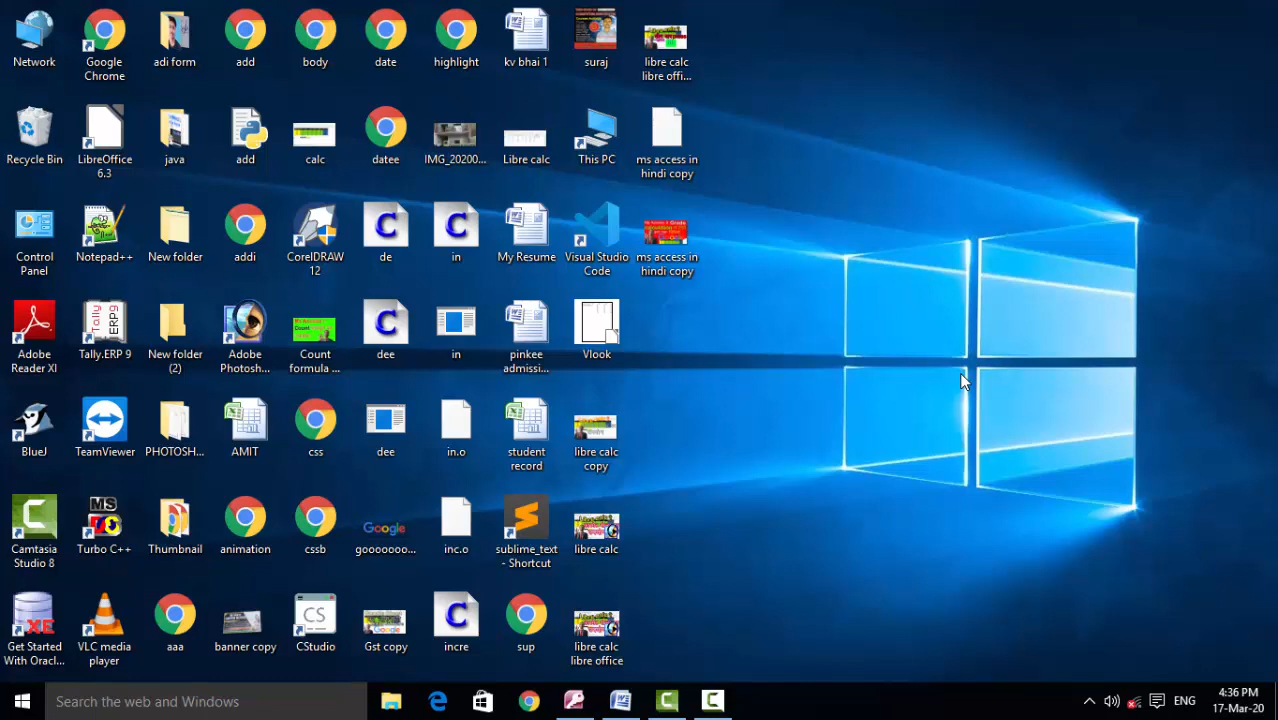 Network
Google
Chrome
adi form
add
body
date
highlight
kv bhai 1
suraj
libre calc
libre offi...
Recycle Bin
LibreOffice
6.3
java
add
calc
datee
IMG_20200...
Libre calc
This PC
ms access in
hindi copy
Control
Panel
Notepad++
New folder
addi
CorelDRAW
12
de
in
My Resume
Visual Studio
Code
ms access in
hindi copy
Adobe
Reader XI
Tally.ERP 9
New folder
(2)
Adobe
Photosh...
Count
formula ...
dee
in
pinkee
admissi...
Vlook
BlueJ
TeamViewer
PHOTOSH...
AMIT
css
dee
in.o
student
record
libre calc
copy
Camtasia
Studio 8
Turbo C++
Thumbnail
animation
cssb
gooooooo...
inc.o
sublime_text
- Shortcut
libre calc
Get Started
With Oracl...
VLC media
player
aaa
banner copy
CStudio
Gst copy
incre
sup
libre calc
libre office
Search the web and Windows
ENG
4:36 PM
17-Mar-20